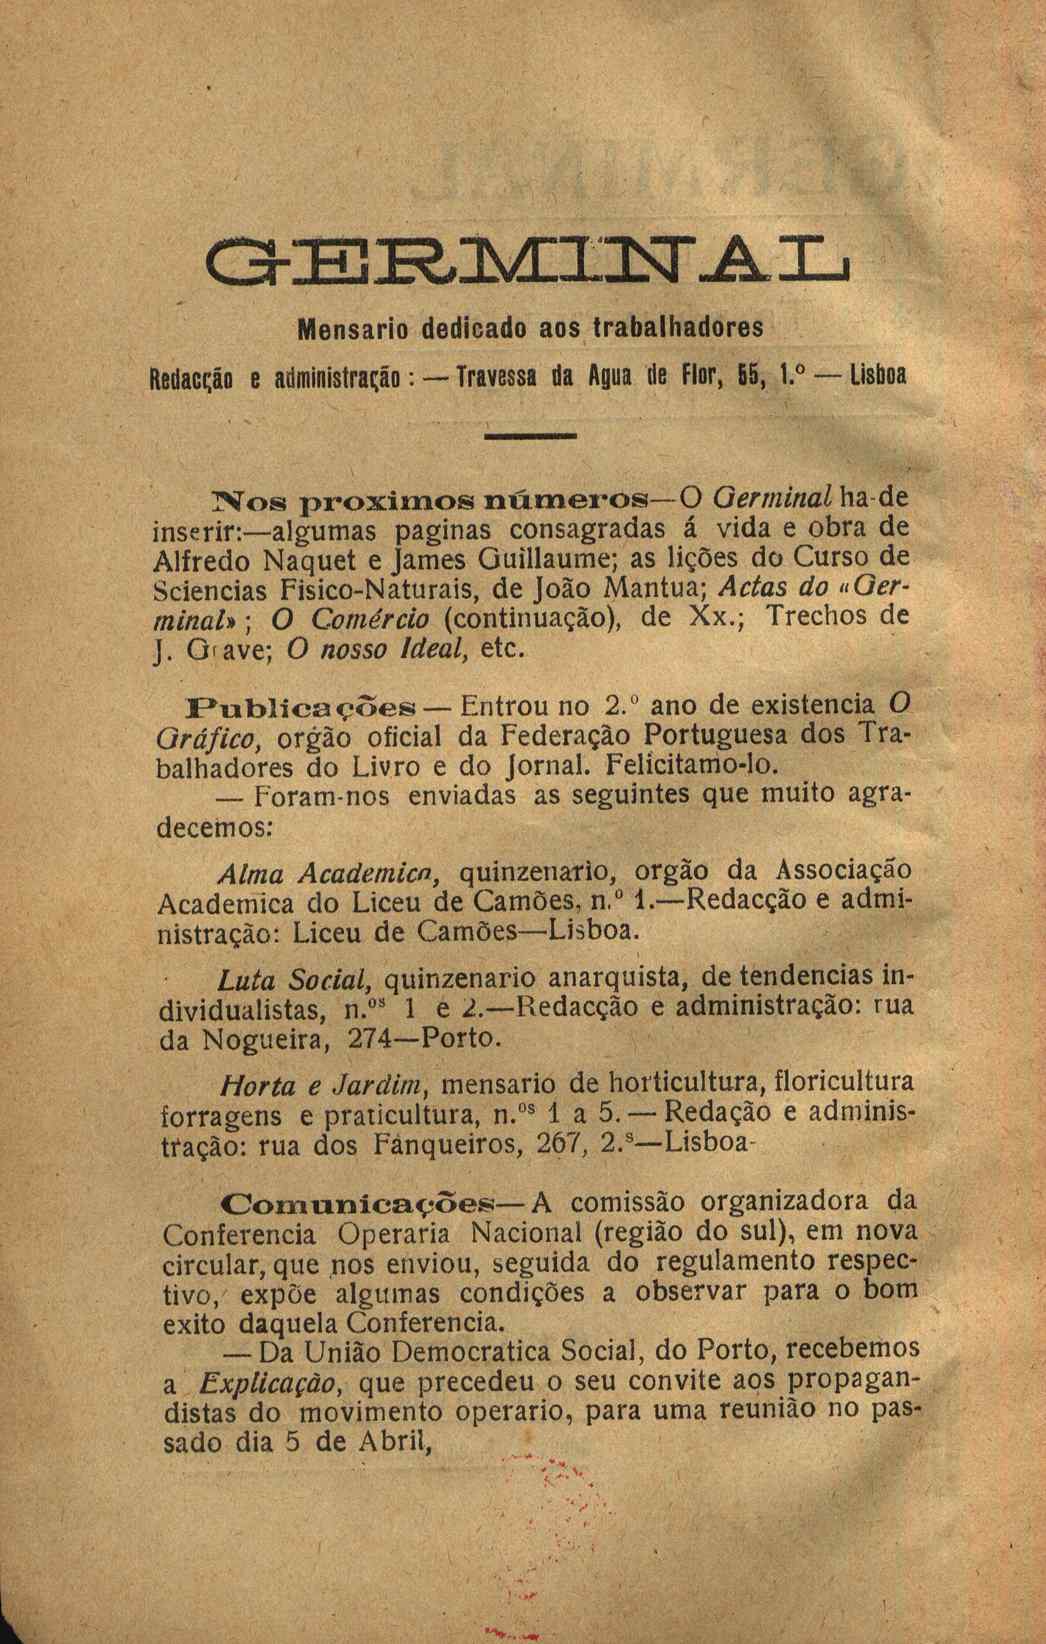 GERMINAL
Mensario dedicado aos trabalhadores
Redacção e administração : — Travessa da Agua de Flor, 55, 1.º — Lisboa
Nos proximos números—O Germinal ha-de
inserir:—algumas paginas consagradas á vida e obra de
Alfredo Naquet e James Guillaume; as lições do Curso de
Sciencias Fisico-Naturais, de João Mantua; Actas do «Ger-
minal» ; O Comércio (continuação), de Xx.; Trechos de
J. Grave; O nosso Ideal, etc.
Publicações — Entrou no 2.º ano de existencia O
Gráfico, orgão oficial da Federação Portuguesa dos Tra-
balhadores do Livro e do Jornal. Felicitamo-lo.
— Foram-nos enviadas as seguintes que muito agra-
decemos:
Alma Academica, quinzenario, orgão da Associação
Academica do Liceu de Camões, n.º 1.—Redacção e admi-
nistração: Liceu de Camões—Lisboa.
Luta Social, quinzenario anarquista, de tendencias in-
dividualistas, n.os 1 e 2.—Redacção e administração: rua
da Nogueira, 274—Porto.
Horta e Jardim, mensario de horticultura, floricultura
forragens e praticultura, n.os 1 a 5. — Redação e adminis-
tração: rua dos Fanqueiros, 267, 2.s—Lisboa-
Comunicações— A comissão organizadora da
Conferencia Operaria Nacional (região do sul), em nova
circular, que nos enviou, seguida do regulamento respec-
tivo, expõe algumas condições a observar para o bom
exito daquela Conferencia.
— Da União Democratica Social, do Porto, recebemos
a Explicação, que precedeu o seu convite aos propagan-
distas do movimento operario, para uma reunião no pas-
sado dia 5 de Abril,